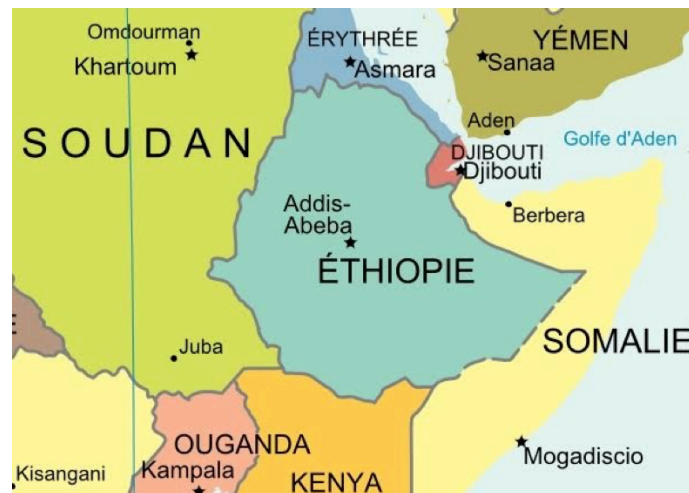 Omdourman
Khartoum
ÉRYTHRÉE
Asmara
YÉMEN
Sanaa
SOUDAN
Aden
Golfe d'Aden
DJIBOUTI
Djibouti
Addis-
Abeba
Berbera
ÉTHIOPIE
E
Juba
SOMALIE
OUGANDA
Kampala
Kisangani
KENYA
Mogadiscio